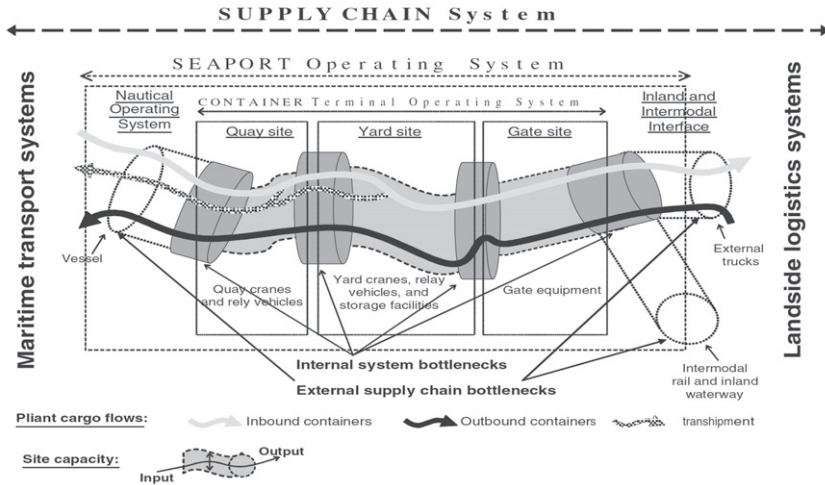 SUPPLY CHAIN System
SEAPORT Operating System
Nautical
Operating
System
CONTAINER Terminal Operating System
Inland and
Intermodal
Interface
Quay site
Yard site
Gate site
Maritime transport systems
Landside logistics systems
Vessel
External
trucks
Quay cranes
and rely vehicles
Yard cranes, relay
vehicles, and
storage facilities
Gate equipment
Internal system bottlenecks
External supply chain bottlenecks
Intermodal
rail and inland
waterway
Pliant cargo flows:
Inbound containers
Outbound containers
transhipment
Site capacity:
Input
Output